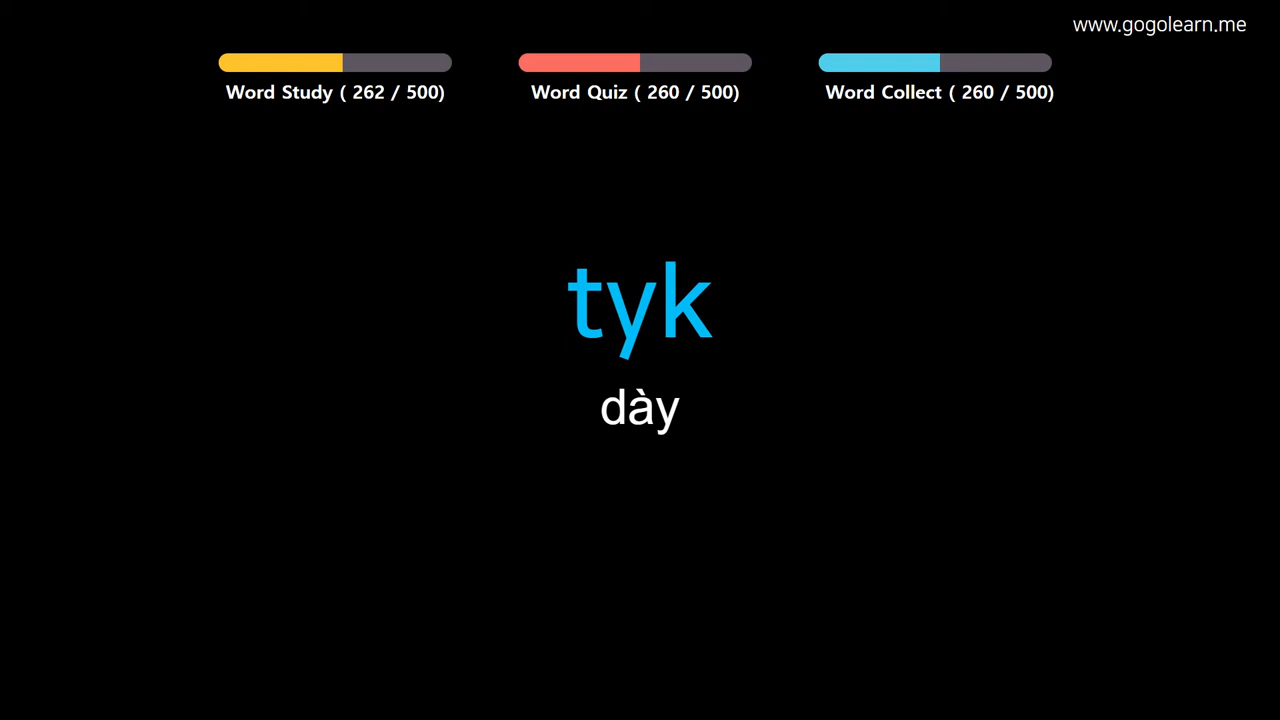 www.gogolearn.me
Word Study ( 262 / 500)
Word Quiz ( 260 / 500)
Word Collect ( 260 / 500)
tyk
dày